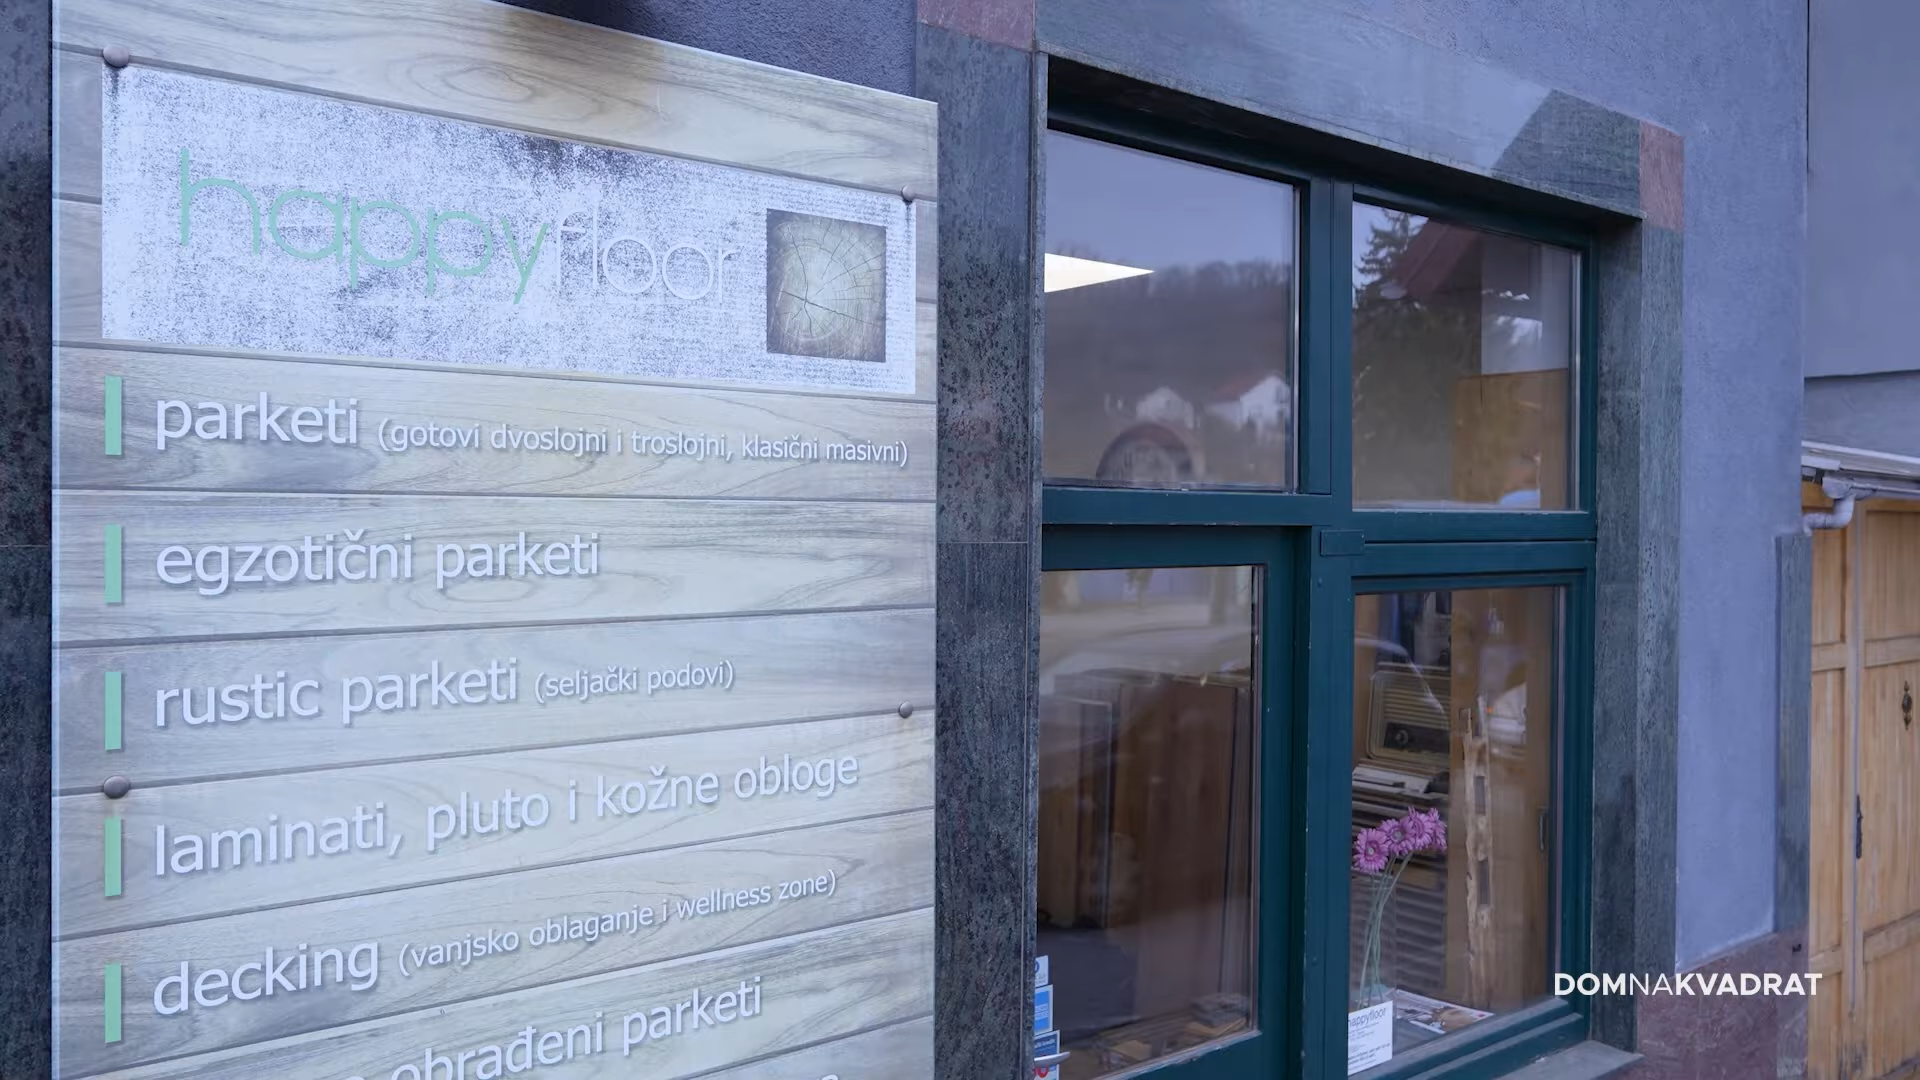 happyfloor
parketi (gotovi dvoslojni i troslojni, klasični masivni)
egzotični parketi
rustic parketi (seljački podovi)
laminati, pluto i kožne obloge
decking (vanjsko oblaganje i wellness zone)
obrađeni parketi
happyfloor
DOMNAKVADRAT